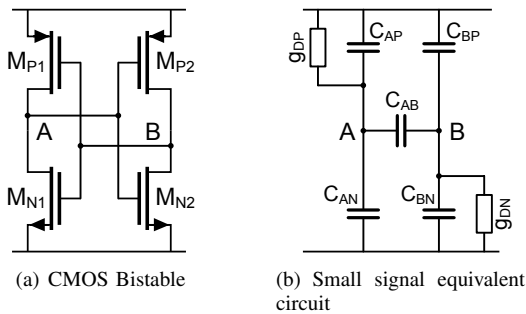 M_P1
M_P2
A
B
M_N1
M_N2
(a) CMOS Bistable
g_DP
C_AP
C_BP
C_AB
A
B
C_AN
C_BN
g_DN
(b) Small signal equivalent
circuit